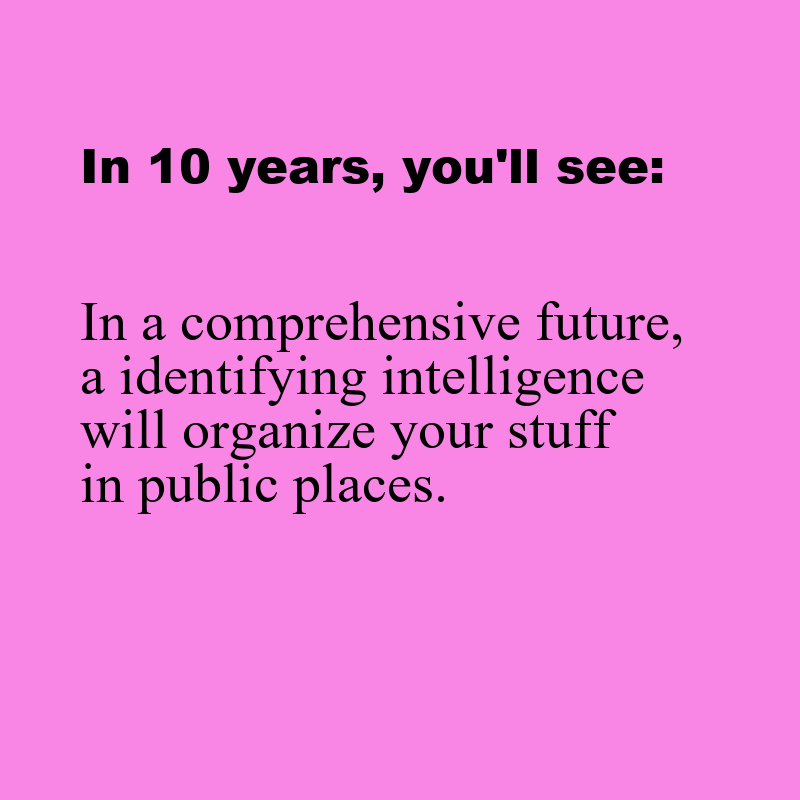 In 10 years, you'll see:
In a comprehensive future,
a identifying intelligence
will organize your stuff
in public places.